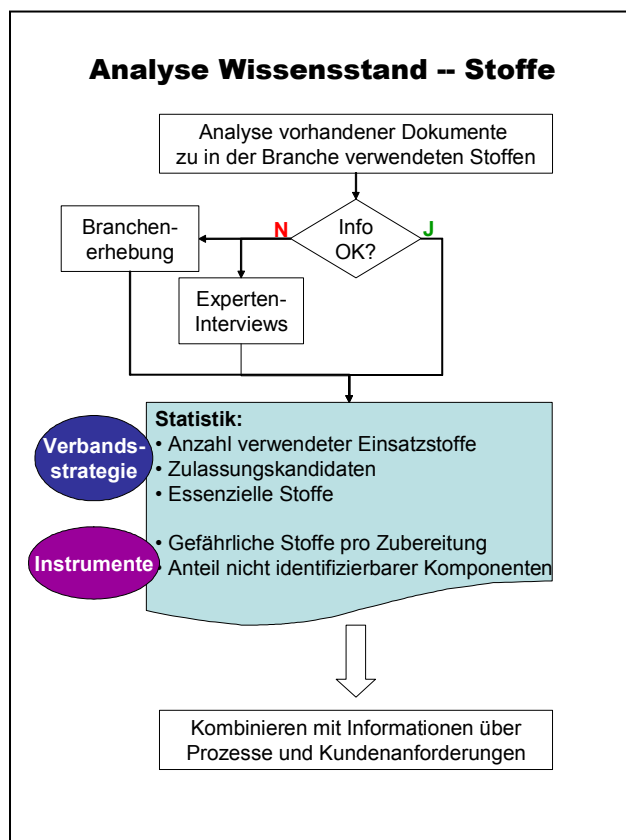 Analyse Wissensstand -- Stoffe
Analyse vorhandener Dokumente
zu in der Branche verwendeten Stoffen
Branchen-
erhebung
N
Info
OK?
J
Experten-
Interviews
Verbands-
strategie
Statistik:
• Anzahl verwendeter Einsatzstoffe
• Zulassungskandidaten
• Essenzielle Stoffe
Instrumente
• Gefährliche Stoffe pro Zubereitung
• Anteil nicht identifizierbarer Komponenten
Kombinieren mit Informationen über
Prozesse und Kundenanforderungen